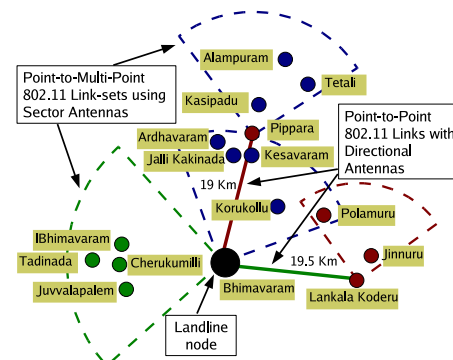 Alampuram
Point-to-Multi-Point
802.11 Link-sets using
Sector Antennas
Tetali
Kasipadu
Point-to-Point
802.11 Links with
Directional
Antennas
Pippara
Ardhavaram
Jalli Kakinada
Kesavaram
19 Km
Korukollu
Polamuru
IBhimavaram
Tadinada
Cherukumilli
Jinnuru
19.5 Km
Juvvalapalem
Bhimavaram
Lankala Koderu
Landline
node